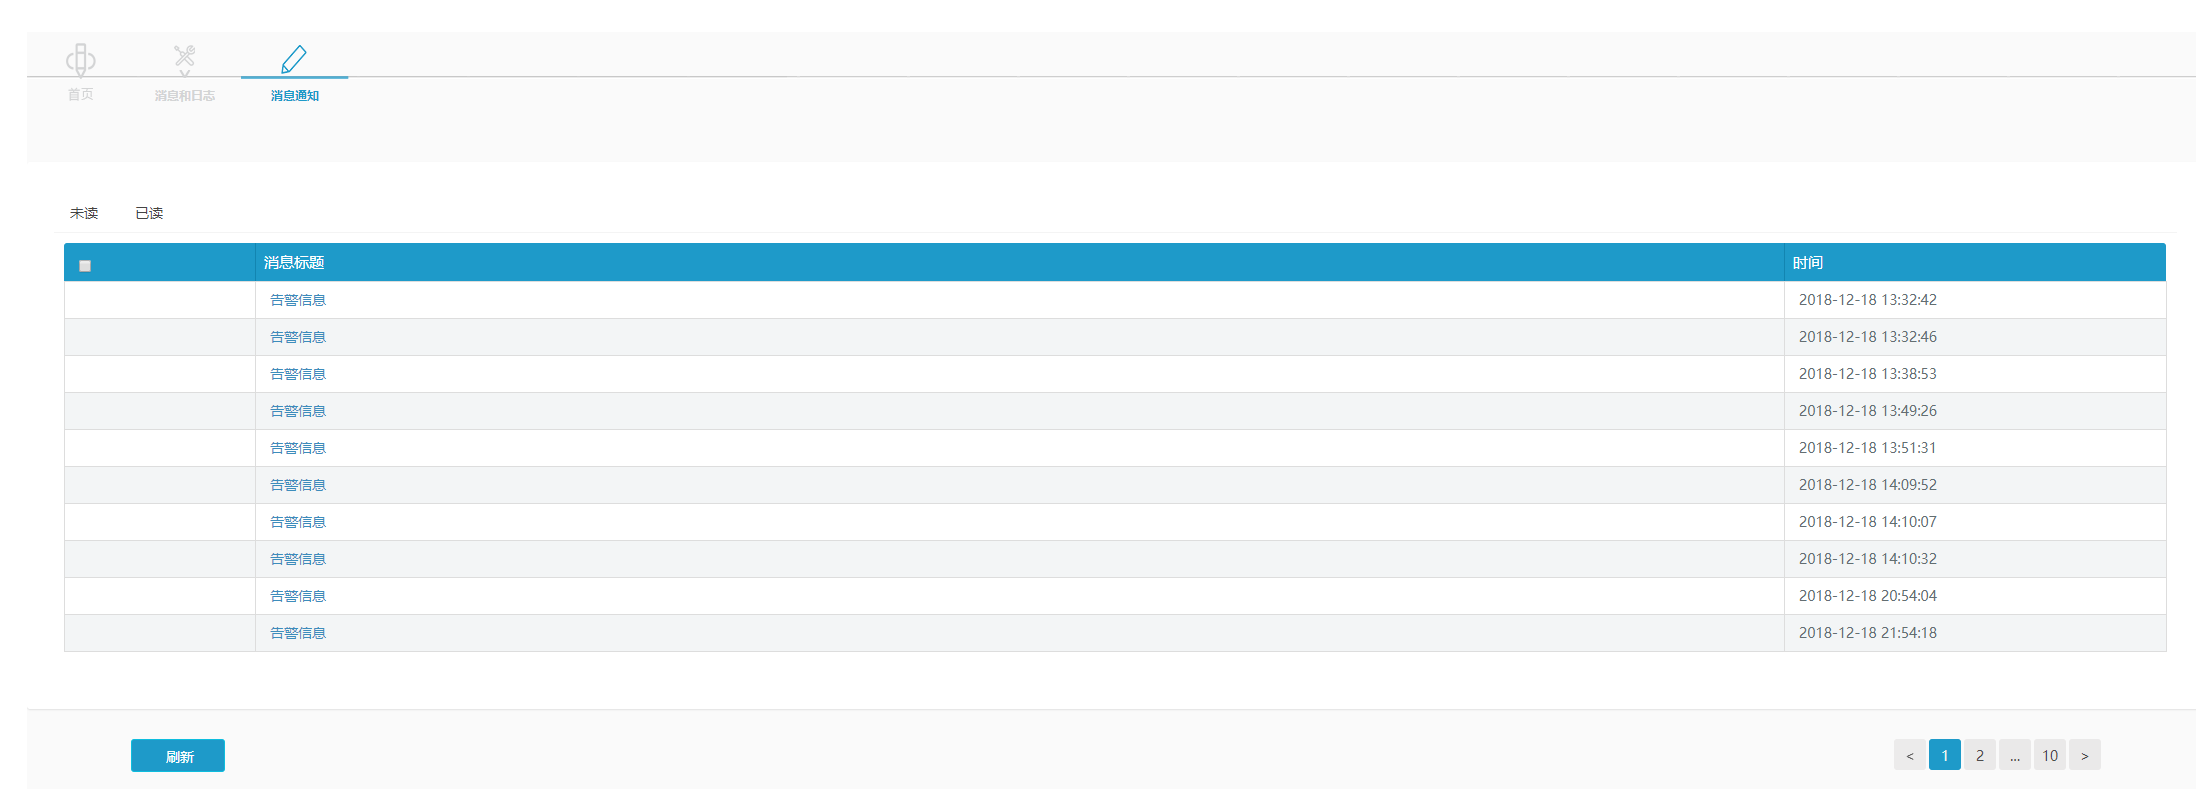 首页 消息和日志 消息通知
未读 已读
消息标题 时间
告警信息 2018-12-18 13:32:42
告警信息 2018-12-18 13:32:46
告警信息 2018-12-18 13:38:53
告警信息 2018-12-18 13:49:26
告警信息 2018-12-18 13:51:31
告警信息 2018-12-18 14:09:52
告警信息 2018-12-18 14:10:07
告警信息 2018-12-18 14:10:32
告警信息 2018-12-18 20:54:04
告警信息 2018-12-18 21:54:18
刷新 < 1 2 ... 10 >